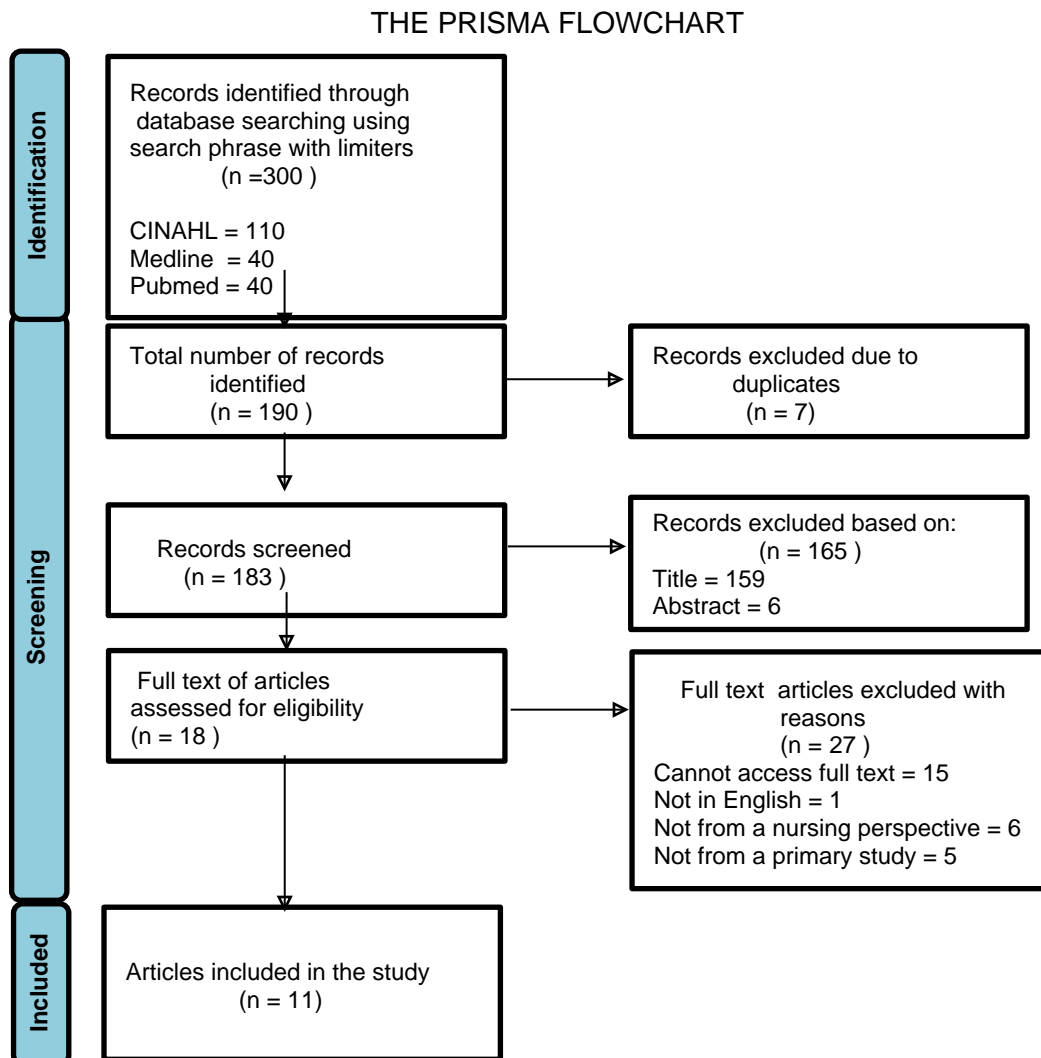 THE PRISMA FLOWCHART
Identification
Records identified through
database searching using
search phrase with limiters
(n =300 )
CINAHL = 110
Medline = 40
Pubmed = 40
Screening
Total number of records
identified
(n = 190 )
Records excluded due to
duplicates
(n = 7)
Records screened
(n = 183 )
Records excluded based on:
(n = 165 )
Title = 159
Abstract = 6
Full text of articles
assessed for eligibility
(n = 18 )
Full text articles excluded with
reasons
(n = 27 )
Cannot access full text = 15
Not in English = 1
Not from a nursing perspective = 6
Not from a primary study = 5
Included
Articles included in the study
(n = 11)